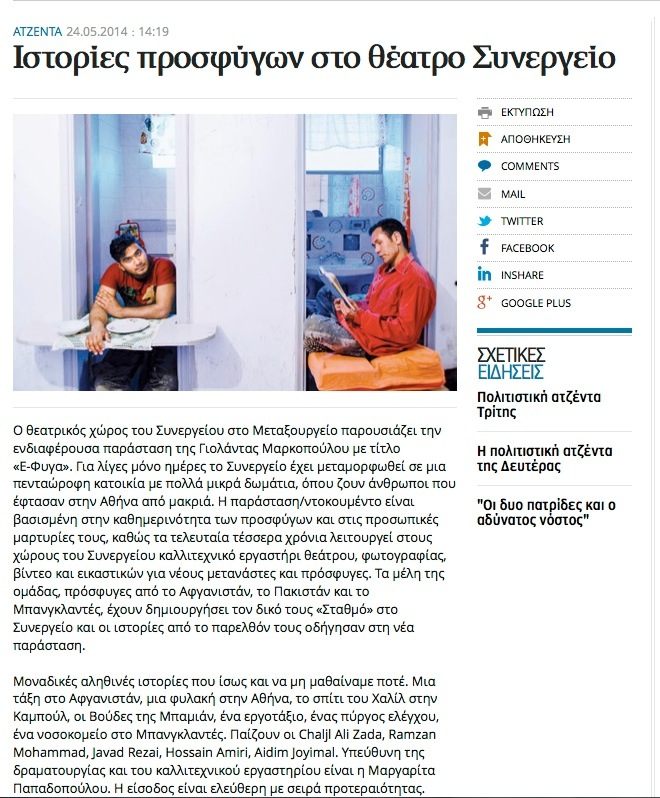 ΑΤΖΕΝΤΑ 24.05.2014 : 14:19
Ιστορίες προσφύγων στο θέατρο Συνεργείο
ΕΚΤΥΠΩΣΗ
ΑΠΟΘΗΚΕΥΣΗ
COMMENTS
MAIL
TWITTER
FACEBOOK
INSHARE
GOOGLE PLUS
ΣΧΕΤΙΚΕΣ
ΕΙΔΗΣΕΙΣ
Πολιτιστική ατζέντα
Τρίτης
Η πολιτιστική ατζέντα
της Δευτέρας
"Οι δυο πατρίδες και ο
αδύνατος νόστος"
Ο θεατρικός χώρος του Συνεργείου στο Μεταξουργείο παρουσιάζει την
ενδιαφέρουσα παράσταση της Γιολάντας Μαρκοπούλου με τίτλο
«Ε-Φυγα». Για λίγες μόνο ημέρες το Συνεργείο έχει μεταμορφωθεί σε μια
πενταώροφη κατοικία με πολλά μικρά δωμάτια, όπου ζουν άνθρωποι που
έφτασαν στην Αθήνα από μακριά. Η παράσταση/ντοκουμέντο είναι
βασισμένη στην καθημερινότητα των προσφύγων και στις προσωπικές
μαρτυρίες τους, καθώς τα τελευταία τέσσερα χρόνια λειτουργεί στους
χώρους του Συνεργείου καλλιτεχνικό εργαστήρι θεάτρου, φωτογραφίας,
βίντεο και εικαστικών για νέους μετανάστες και πρόσφυγες. Τα μέλη της
ομάδας, πρόσφυγες από το Αφγανιστάν, το Πακιστάν και το
Μπανγκλαντές, έχουν δημιουργήσει τον δικό τους «Σταθμό» στο
Συνεργείο και οι ιστορίες από το παρελθόν τους οδήγησαν στη νέα
παράσταση.
Μοναδικές αληθινές ιστορίες που ίσως και να μη μαθαίναμε ποτέ. Μια
τάξη στο Αφγανιστάν, μια φυλακή στην Αθήνα, το σπίτι του Χαλίλ στην
Καμπούλ, οι Βούδες της Μπαμιάν, ένα εργοτάξιο, ένας πύργος ελέγχου,
ένα νοσοκομείο στο Μπανγκλαντές. Παίζουν οι Chaljl Ali Zada, Ramzan
Mohammad, Javad Rezai, Hossain Amiri, Aidim Joyimal. Υπεύθυνη της
δραματουργίας και του καλλιτεχνικού εργαστηρίου είναι η Μαργαρίτα
Παπαδοπούλου. Η είσοδος είναι ελεύθερη με σειρά προτεραιότητας.